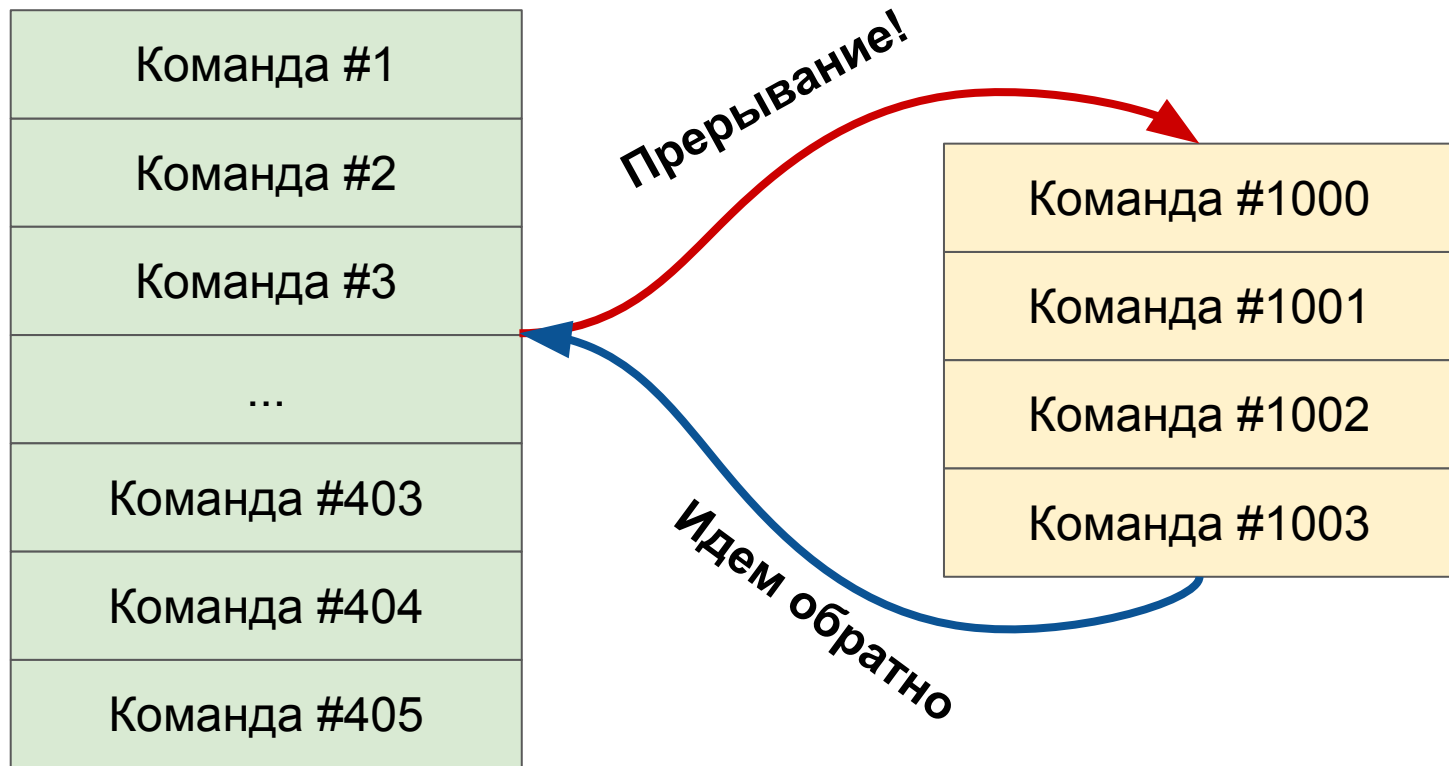 Команда #1
Команда #2
Команда #3
...
Команда #403
Команда #404
Команда #405
Прерывание!
Команда #1000
Команда #1001
Команда #1002
Команда #1003
Идем обратно